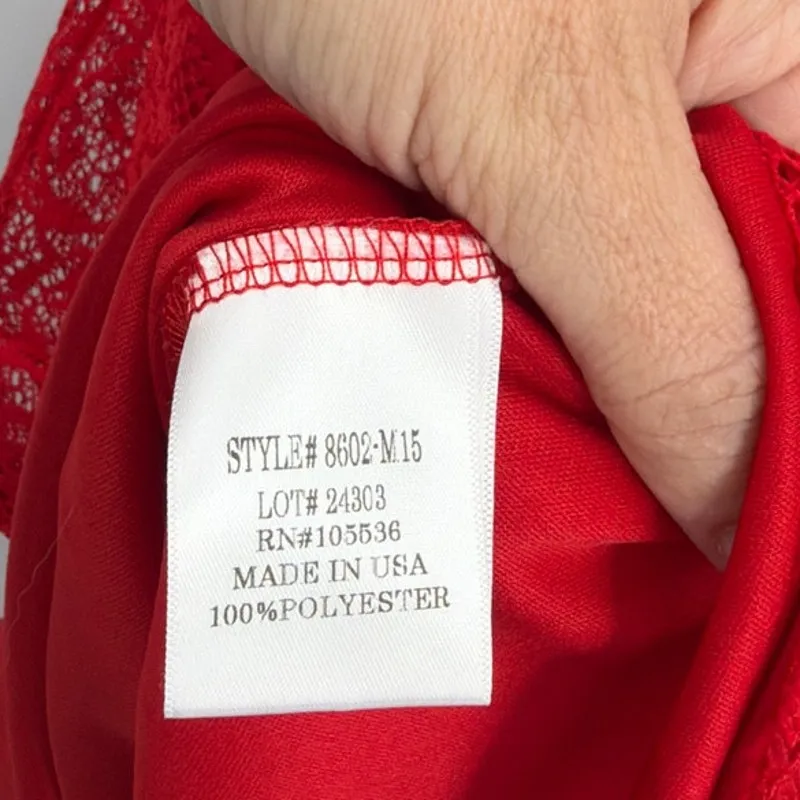 STYLE# 8602-M15
LOT# 24303
RN#105536
MADE IN USA
100%POLYESTER